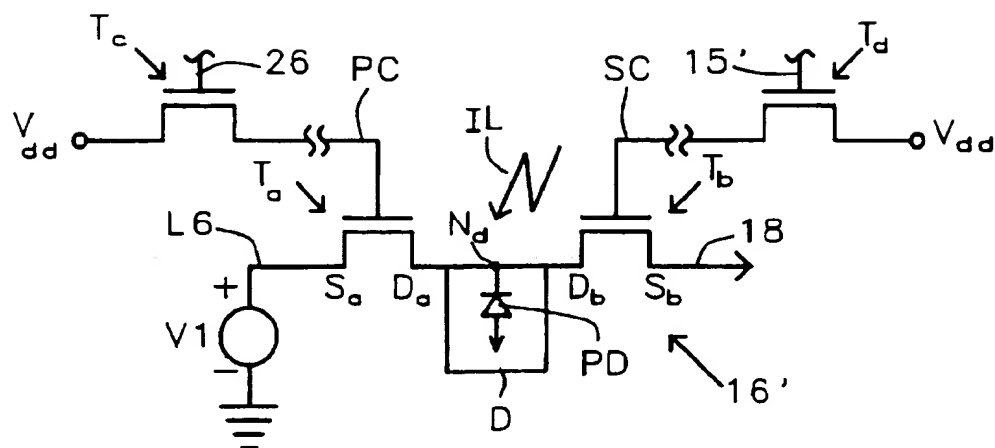 Tc
26
PC
SC
15'
Td
Vdd
IL
Vdd
Ta
Tb
L6
Nd
18
+
Sa
Da
Db
Sb
V1
-
PD
D
16'